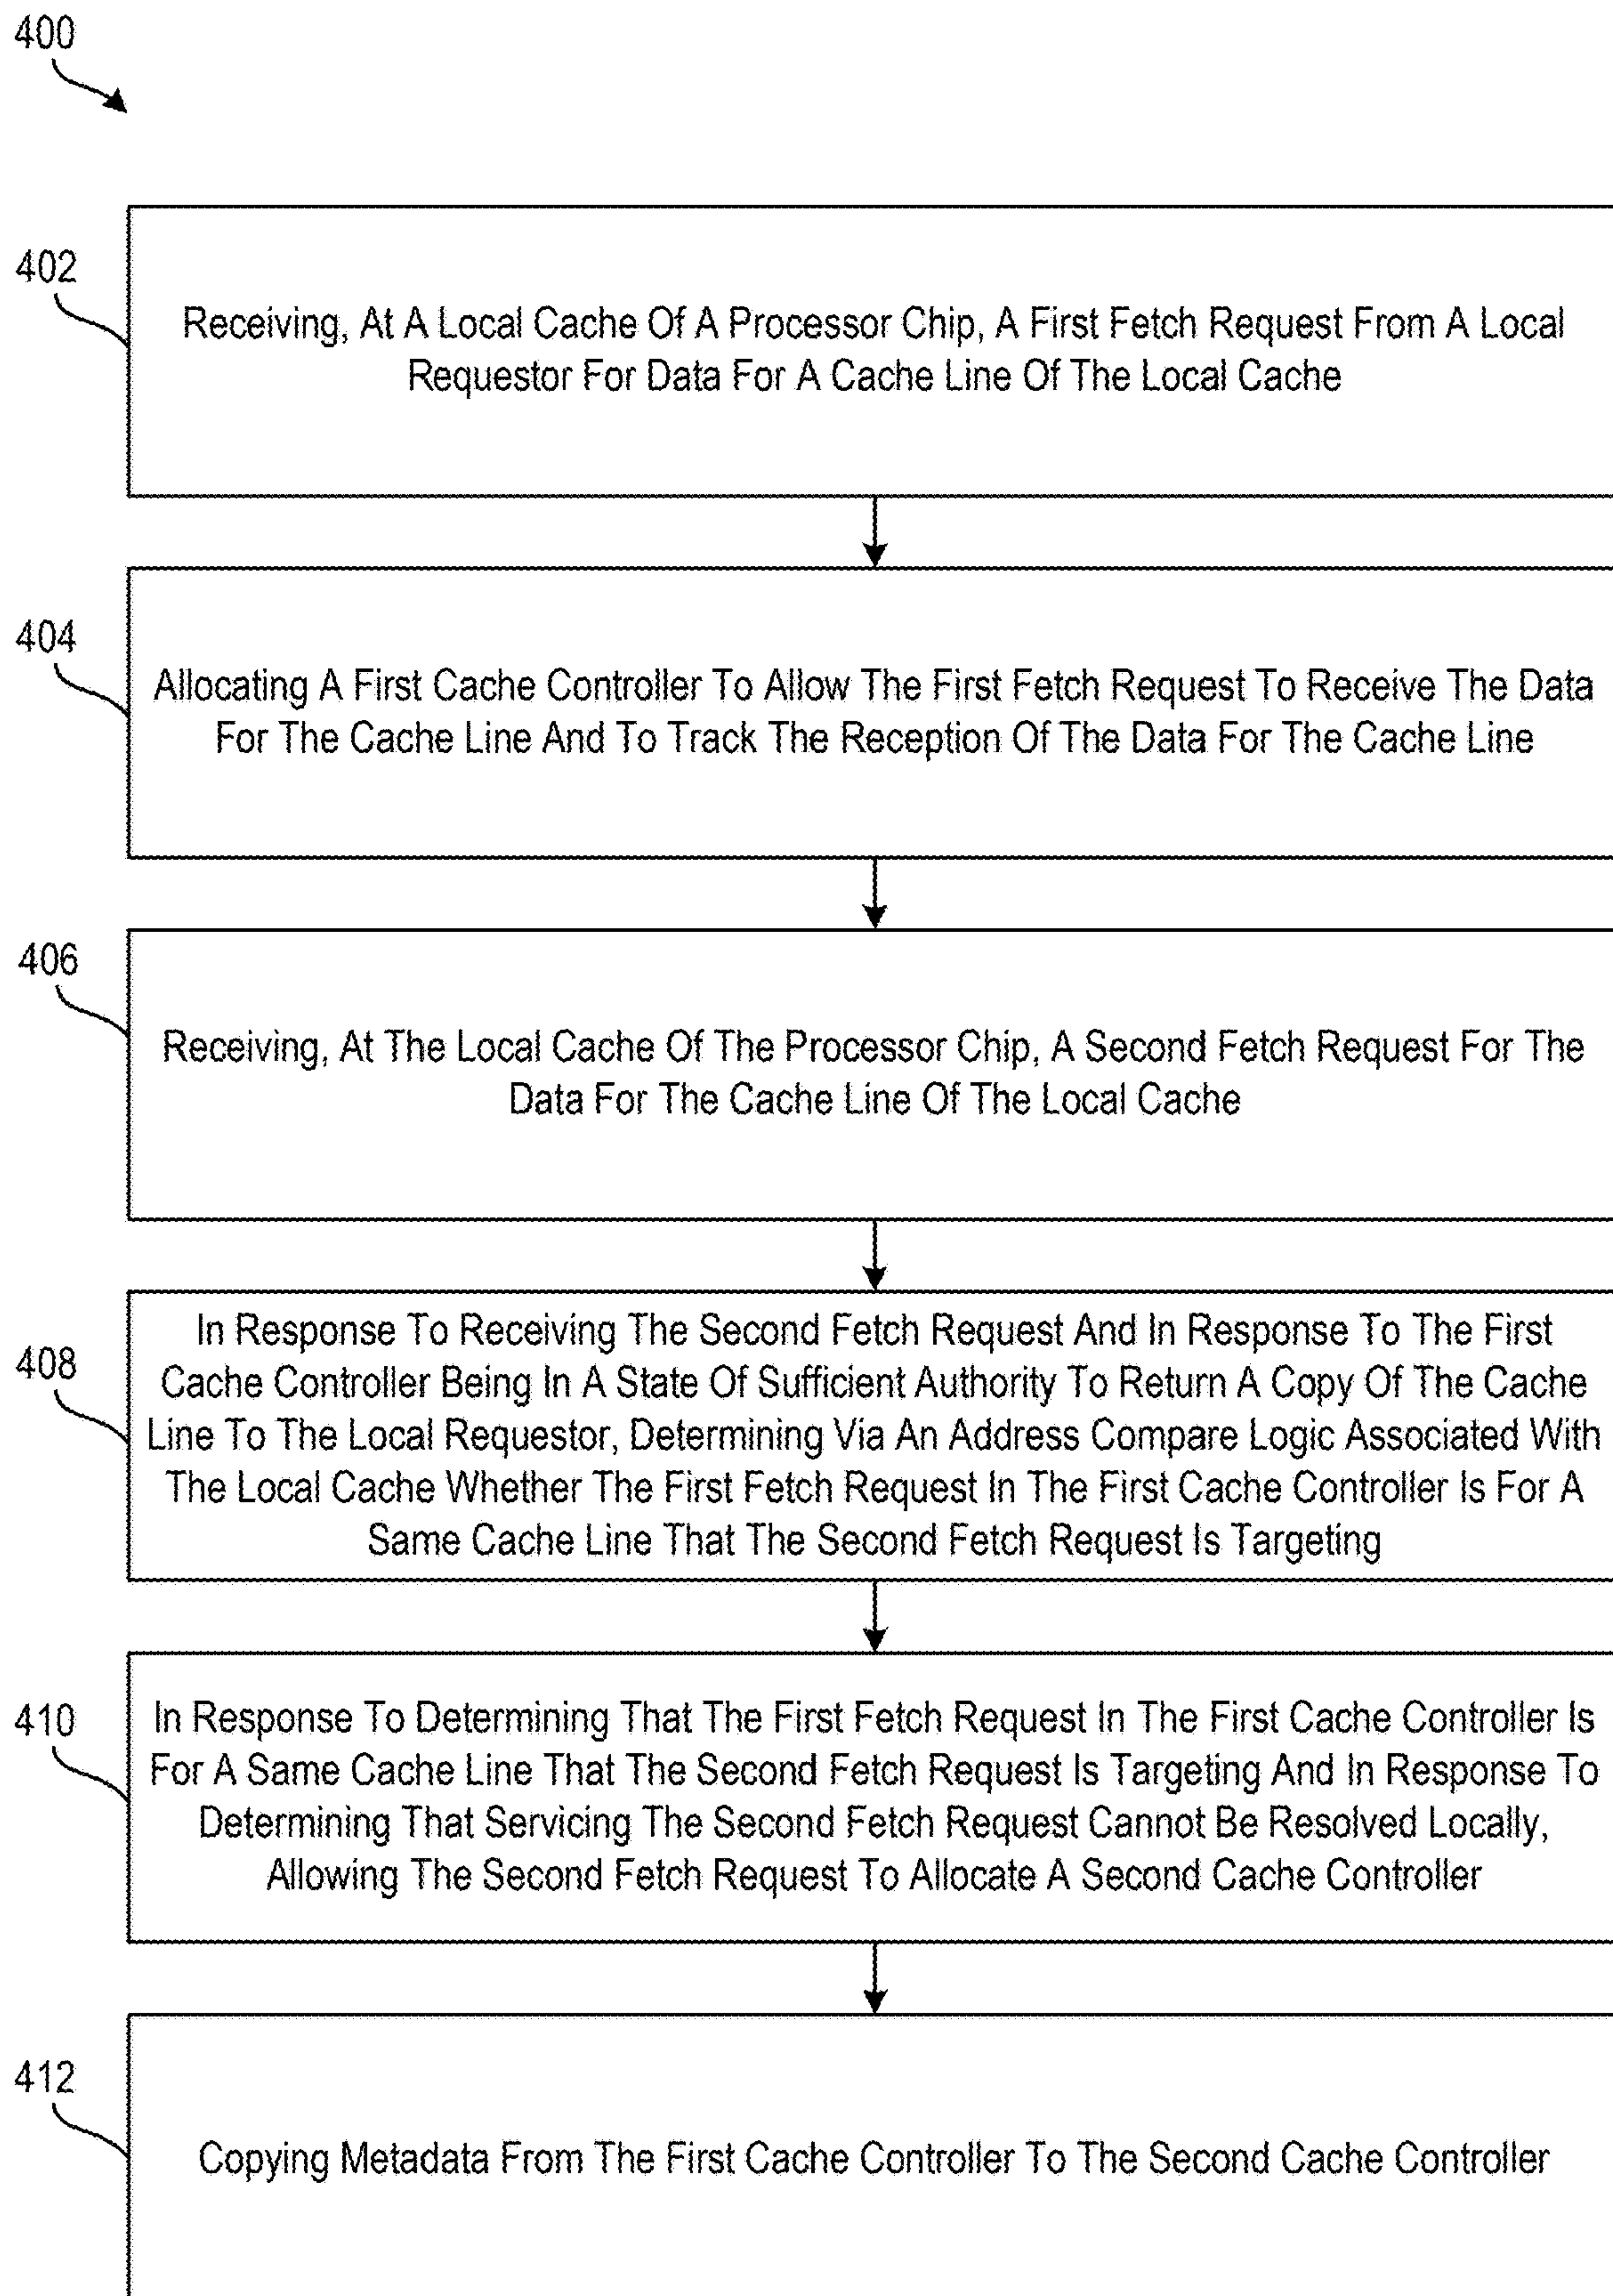 400
402
Receiving, At A Local Cache Of A Processor Chip, A First Fetch Request From A Local
Requestor For Data For A Cache Line Of The Local Cache
404
Allocating A First Cache Controller To Allow The First Fetch Request To Receive The Data
For The Cache Line And To Track The Reception Of The Data For The Cache Line
406
Receiving, At The Local Cache Of The Processor Chip, A Second Fetch Request For The
Data For The Cache Line Of The Local Cache
408
In Response To Receiving The Second Fetch Request And In Response To The First
Cache Controller Being In A State Of Sufficient Authority To Return A Copy Of The Cache
Line To The Local Requestor, Determining Via An Address Compare Logic Associated With
The Local Cache Whether The First Fetch Request In The First Cache Controller Is For A
Same Cache Line That The Second Fetch Request Is Targeting
410
In Response To Determining That The First Fetch Request In The First Cache Controller Is
For A Same Cache Line That The Second Fetch Request Is Targeting And In Response To
Determining That Servicing The Second Fetch Request Cannot Be Resolved Locally,
Allowing The Second Fetch Request To Allocate A Second Cache Controller
412
Copying Metadata From The First Cache Controller To The Second Cache Controller